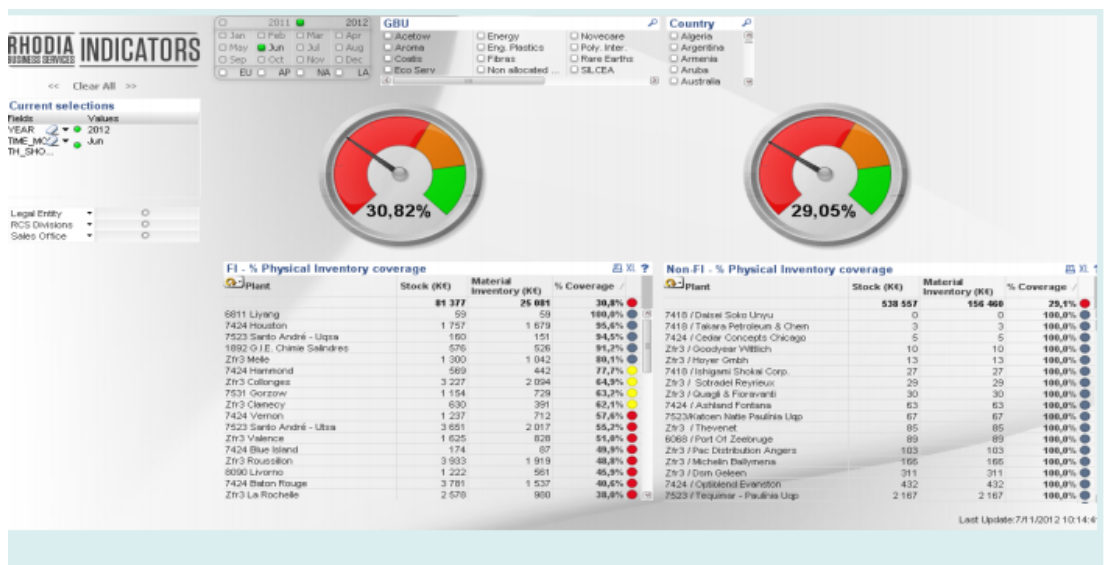 RHODIA INDICATORS
BUSINESS SERVICES
<< Clear All >>
Current selections
Fields Values
YEAR 2012
TIME_MO Jun
TH_SHO...
Legal Entity
RCS Divisions
Sales Office
2011 2012
Jan Feb Mar Apr
May Jun Jul Aug
Sep Oct Nov Dec
EU AP NA LA
GBU
Acetow Energy Novecare
Aroma Eng. Plastics Poly. Inter.
Coatis Fibras Rare Earths
Eco Serv Non allocated ... SILCEA
Country
Algeria
Argentina
Armenia
Aruba
Australia
30,82%
29,05%
FI - % Physical Inventory coverage XL ?
Plant Stock (K€) Material Inventory (K€) % Coverage
81 377 25 081 30,8%
6811 Liyang 59 59 100,0%
7424 Houston 1 757 1 679 95,6%
7523 Santo André - Uqsa 160 151 94,5%
1892 G.I.E. Chimie Salindres 576 526 91,2%
Zfr3 Melle 1 300 1 042 80,1%
7424 Hammond 569 442 77,7%
Zfr3 Collonges 3 227 2 094 64,9%
7531 Gorzow 1 154 729 63,2%
Zfr3 Clamecy 630 391 62,1%
7424 Vernon 1 237 712 57,6%
7523 Santo André - Utsa 3 651 2 017 55,2%
Zfr3 Valence 1 625 828 51,0%
7424 Blue Island 174 87 49,9%
Zfr3 Roussillon 3 933 1 919 48,8%
8090 Livorno 1 222 561 45,9%
7424 Baton Rouge 3 781 1 537 40,6%
Zfr3 La Rochelle 2 578 980 38,0%
Non-FI - % Physical Inventory coverage XL ?
Plant Stock (K€) Material Inventory (K€) % Coverage
538 557 156 460 29,1%
7418 / Daisei Soko Unyu 0 0 100,0%
7418 / Takara Petroleum & Chem 3 3 100,0%
7424 / Cedar Concepts Chicago 5 5 100,0%
Zfr3 / Goodyear Wittlich 10 10 100,0%
Zfr3 / Hoyer Gmbh 13 13 100,0%
7418 / Ishigami Shokai Corp. 27 27 100,0%
Zfr3 / Sotradel Reyrieux 29 29 100,0%
Zfr3 / Quagli & Fioravanti 30 30 100,0%
7424 / Ashland Fontana 63 63 100,0%
7523/Katoen Natie Paulínia Uqp 67 67 100,0%
Zfr3 / Thevenet 85 85 100,0%
6068 / Port Of Zeebruge 89 89 100,0%
Zfr3 / Pac Distribution Angers 103 103 100,0%
Zfr3 / Michelin Ballymena 166 166 100,0%
Zfr3 / Dsm Geleen 311 311 100,0%
7424 / Optiblend Evanston 432 432 100,0%
7523 / Tequimar - Paulínia Uqp 2 167 2 167 100,0%
Last Update:7/11/2012 10:14:4